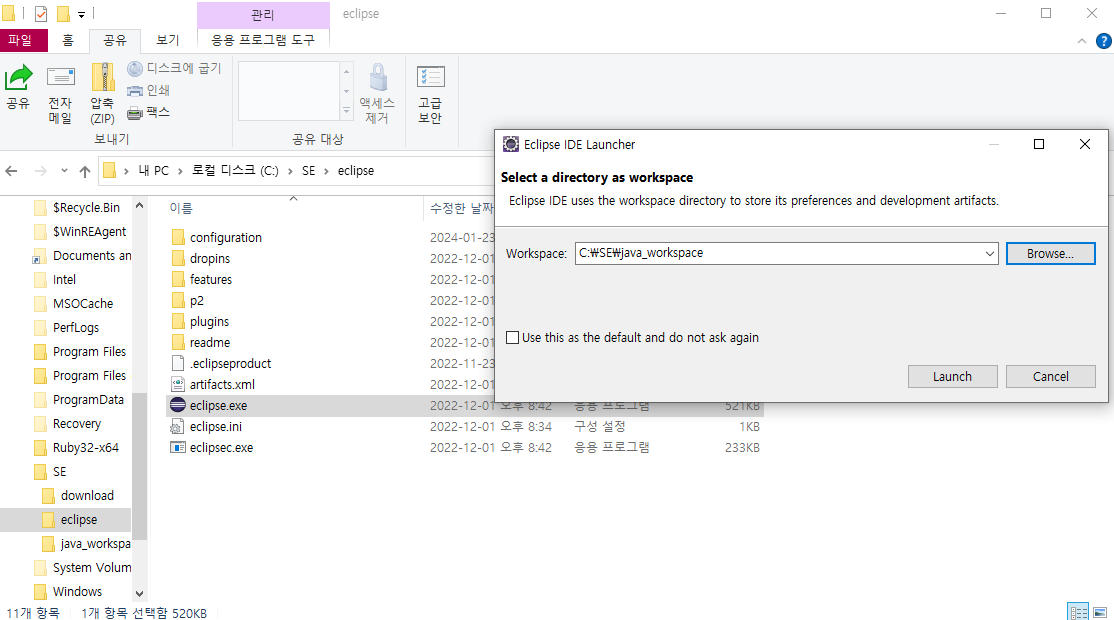 관리
eclipse
파일
홈
공유
보기
응용 프로그램 도구
공유
전자
메일
압축
(ZIP)
디스크에 굽기
인쇄
팩스
보내기
공유 대상
액세스
제거
고급
보안
내 PC
로컬 디스크 (C:)
SE
eclipse
$Recycle.Bin
$WinREAgent
Documents an
Intel
MSOCache
PerfLogs
Program Files
Program Files
ProgramData
Recovery
Ruby32-x64
SE
download
eclipse
java_workspa
System Volum
Windows
이름
수정한 날짜
configuration 2024-01-23
dropins 2022-12-01
features 2022-12-01
p2 2022-12-01
plugins 2022-12-01
readme 2022-12-01
.eclipseproduct 2022-11-23
artifacts.xml 2022-12-01
eclipse.exe 2022-12-01 오후 8:42 응용 프로그램 521KB
eclipse.ini 2022-12-01 오후 8:34 구성 설정 1KB
eclipsec.exe 2022-12-01 오후 8:42 응용 프로그램 233KB
Eclipse IDE Launcher
Select a directory as workspace
Eclipse IDE uses the workspace directory to store its preferences and development artifacts.
Workspace: C:₩SE₩java_workspace Browse...
Use this as the default and do not ask again
Launch Cancel
11개 항목 1개 항목 선택함 520KB